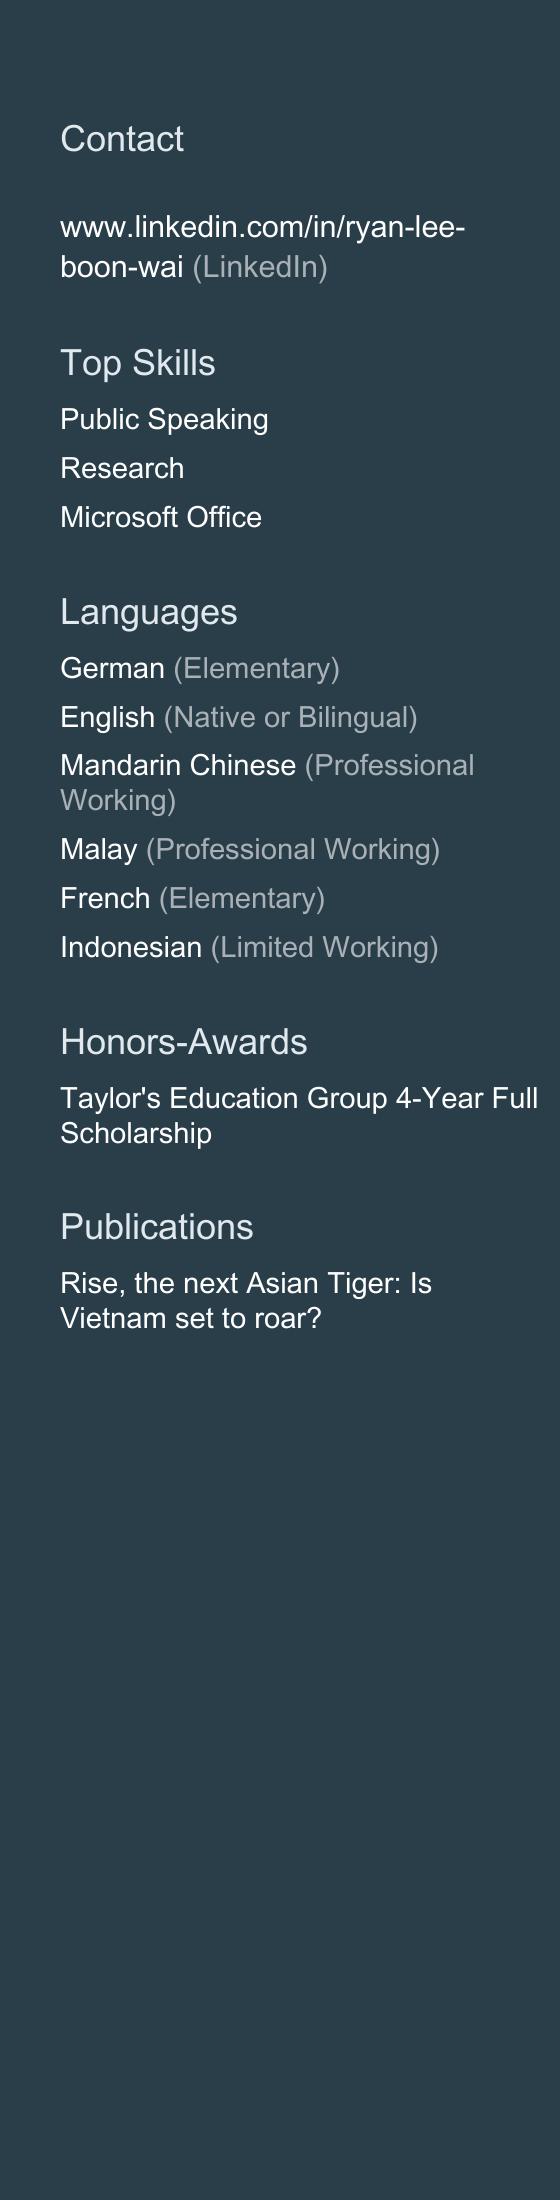 Contact
www.linkedin.com/in/ryan-lee-
boon-wai (LinkedIn)
Top Skills
Public Speaking
Research
Microsoft Office
Languages
German (Elementary)
English (Native or Bilingual)
Mandarin Chinese (Professional
Working)
Malay (Professional Working)
French (Elementary)
Indonesian (Limited Working)
Honors-Awards
Taylor's Education Group 4-Year Full
Scholarship
Publications
Rise, the next Asian Tiger: Is
Vietnam set to roar?